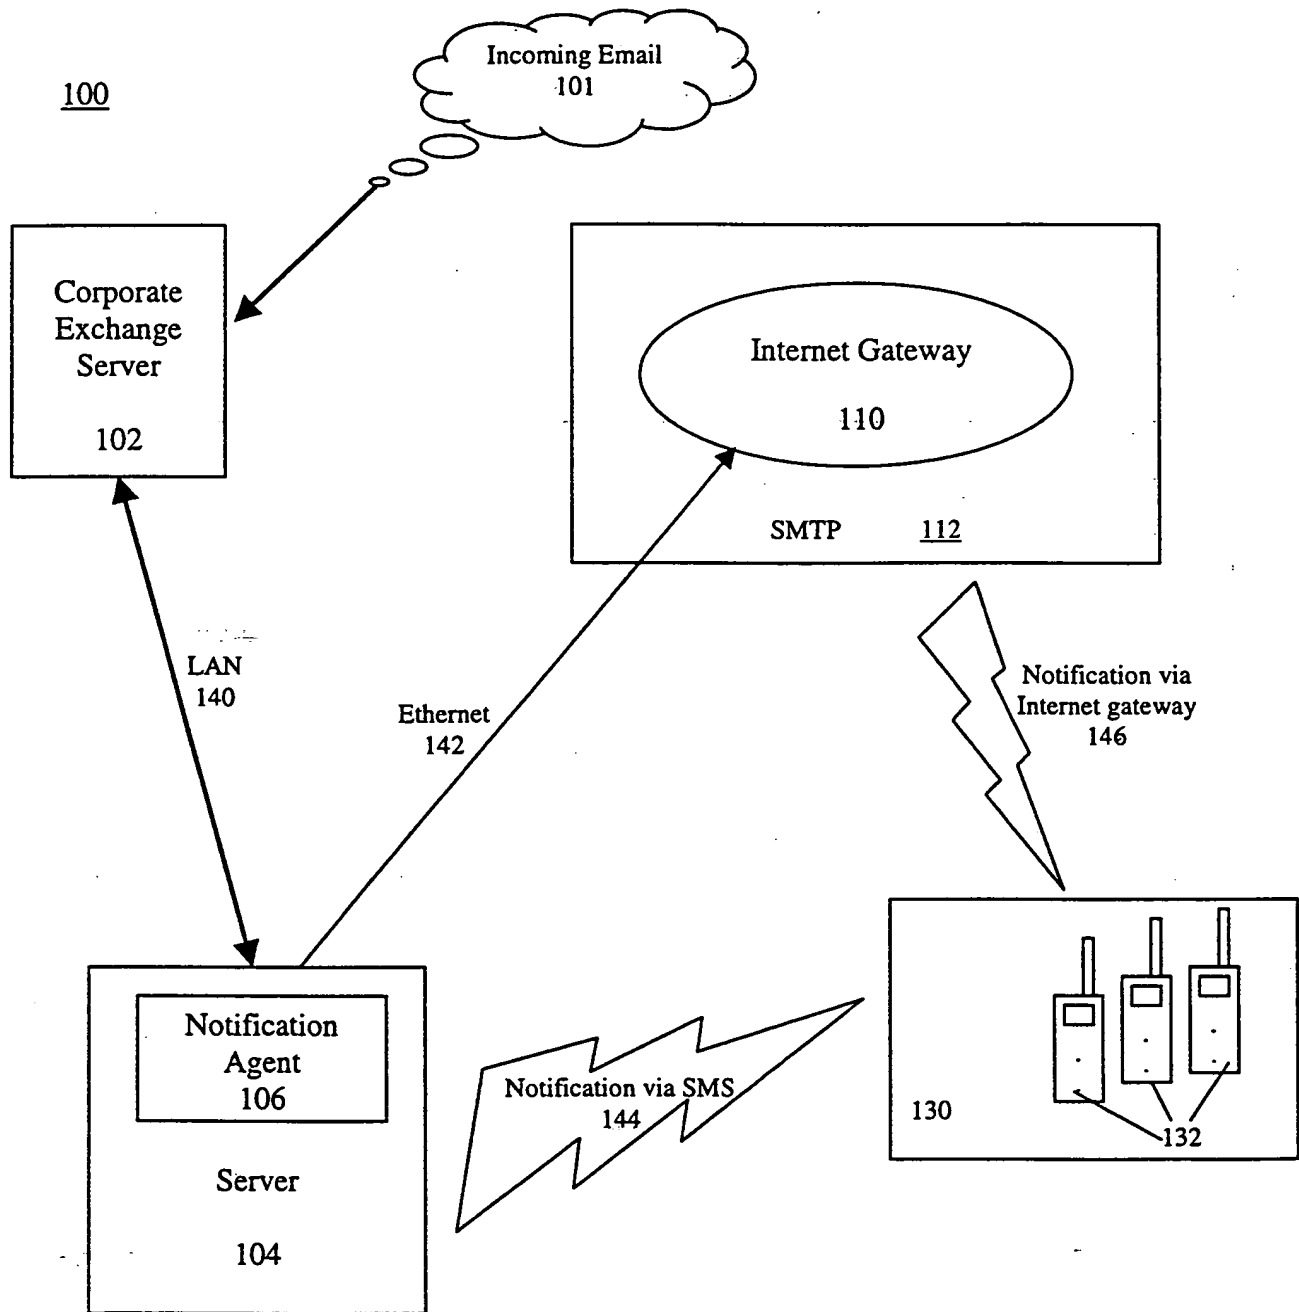 Incoming Email
101
100
Corporate
Exchange
Server
102
Internet Gateway
110
SMTP 112
LAN
140
Ethernet
142
Notification via
Internet gateway
146
Notification
Agent
106
Server
104
Notification via SMS
144
130
132